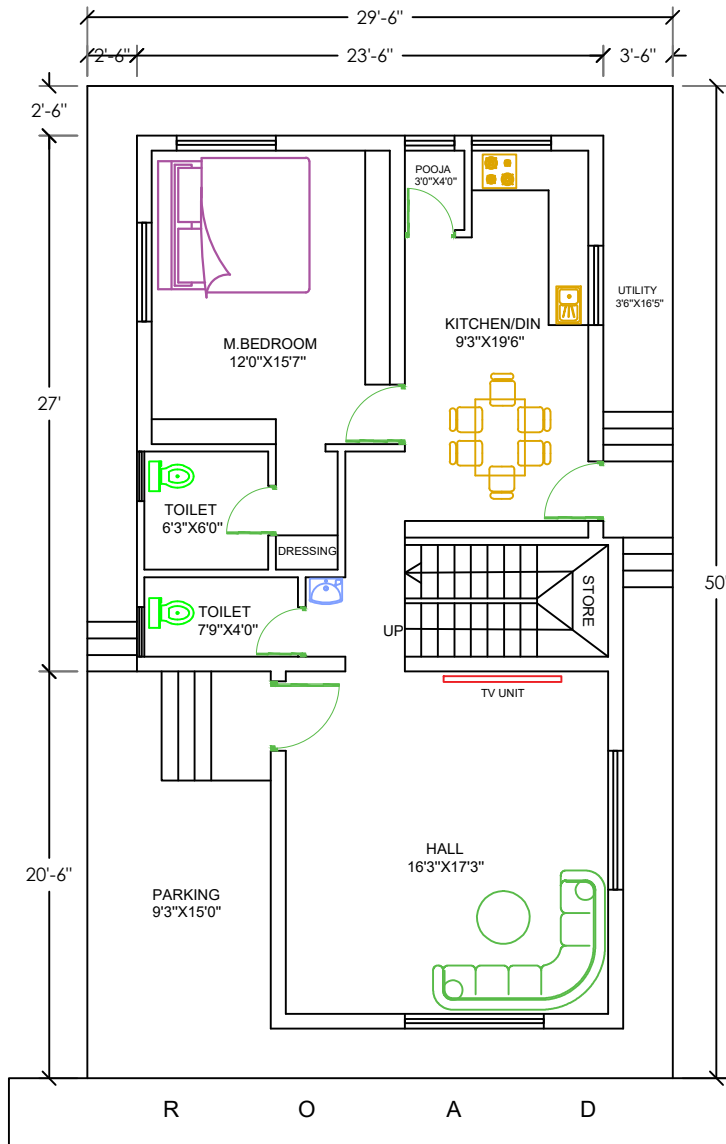 29'-6"
2'-6"
23'-6"
3'-6"
2'-6"
POOJA
3'0"X4'0"
UTILITY
3'6"X16'5"
M.BEDROOM
12'0"X15'7"
KITCHEN/DIN
9'3"X19'6"
27'
TOILET
6'3"X6'0"
DRESSING
50'
STORE
TOILET
7'9"X4'0"
UP
TV UNIT
HALL
16'3"X17'3"
20'-6"
PARKING
9'3"X15'0"
R O A D